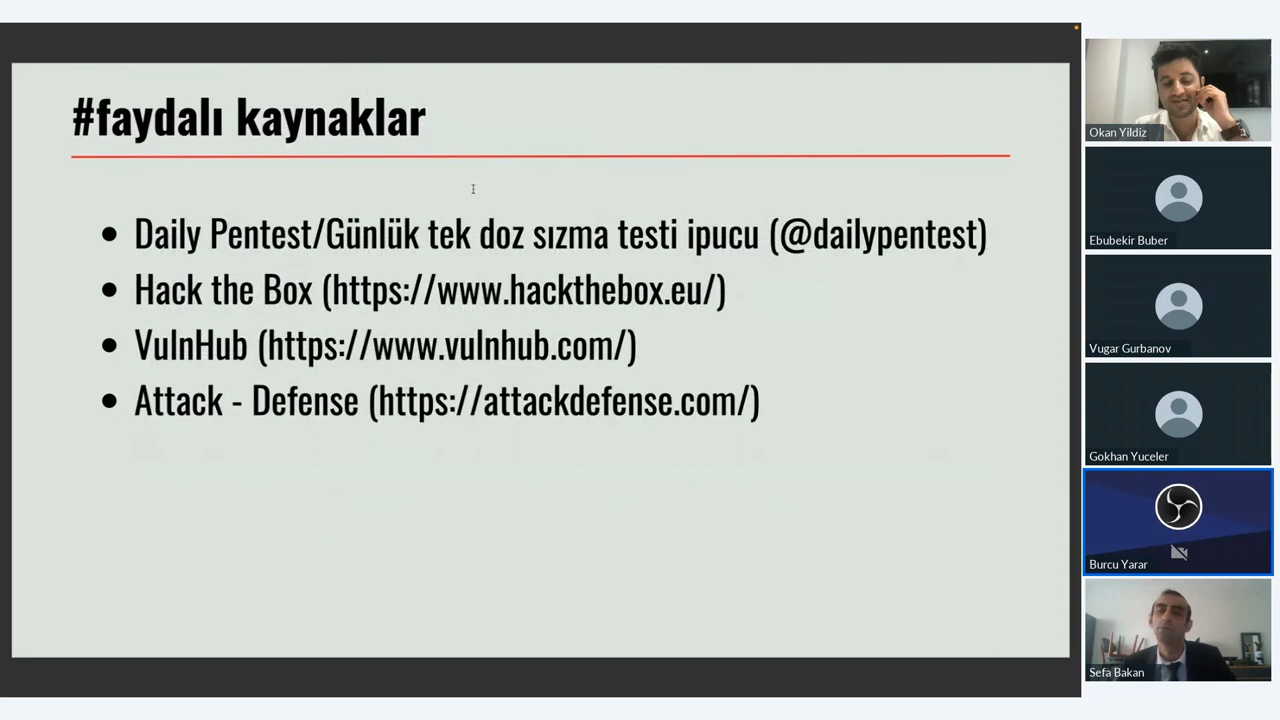 #faydalı kaynaklar
Daily Pentest/Günlük tek doz sızma testi ipucu (@dailypentest)
Hack the Box (https://www.hackthebox.eu/)
VulnHub (https://www.vulnhub.com/)
Attack - Defense (https://attackdefense.com/)
Okan Yildiz
Ebubekir Buber
Vugar Gurbanov
Gokhan Yuceler
Burcu Yarar
Sefa Bakan